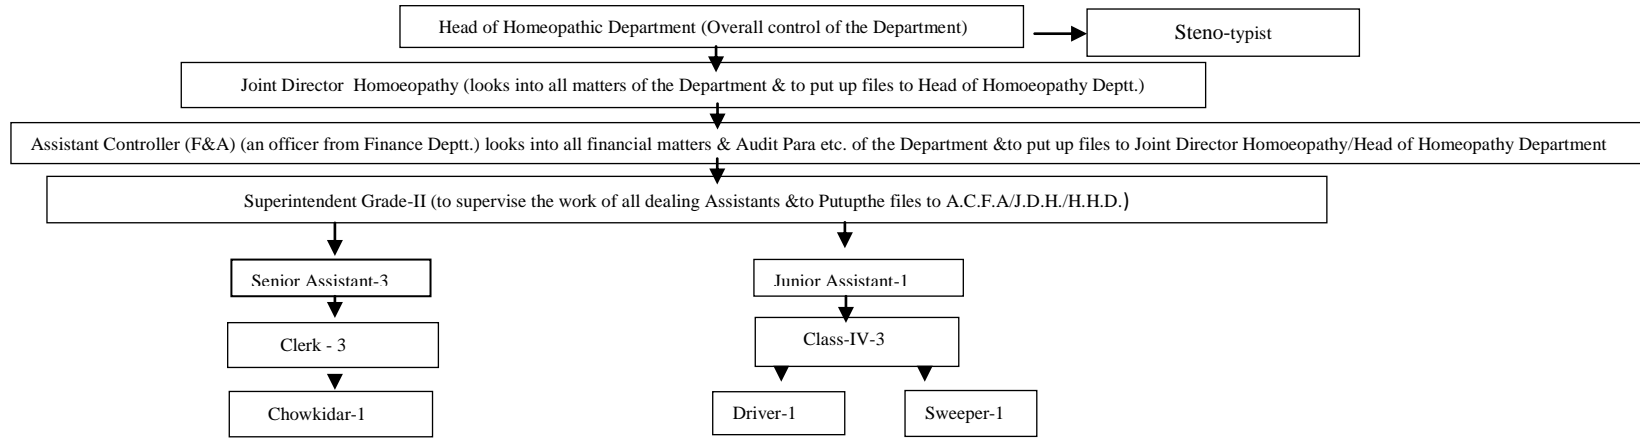 Head of Homeopathic Department (Overall control of the Department)
Steno-typist
Joint Director Homoeopathy (looks into all matters of the Department & to put up files to Head of Homoeopathy Deptt.)
Assistant Controller (F&A) (an officer from Finance Deptt.) looks into all financial matters & Audit Para etc. of the Department &to put up files to Joint Director Homoeopathy/Head of Homeopathy Department
Superintendent Grade-II (to supervise the work of all dealing Assistants &to Putupthe files to A.C.F.A/J.D.H./H.H.D.)
Senior Assistant-3
Junior Assistant-1
Clerk - 3
Class-IV-3
Chowkidar-1
Driver-1
Sweeper-1